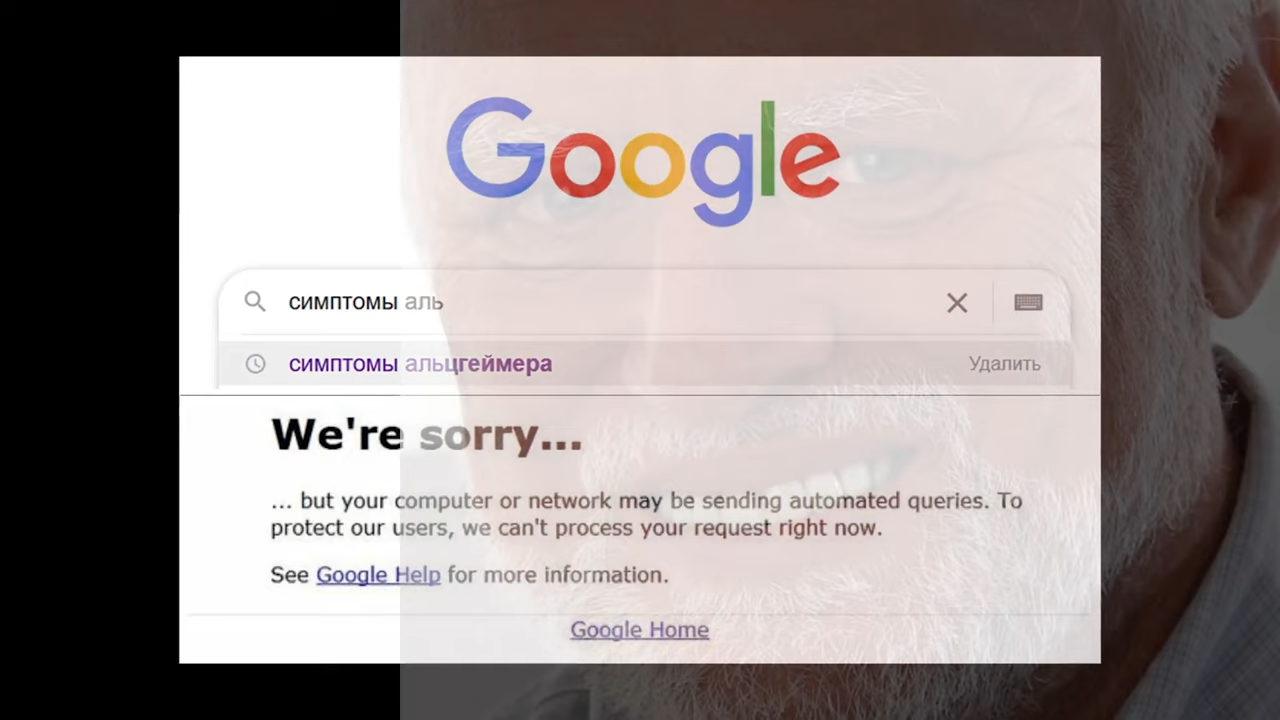 Google
симптомы аль
симптомы альцгеймера Удалить
We're sorry...
... but your computer or network may be sending automated queries. To
protect our users, we can't process your request right now.
See Google Help for more information.
Google Home